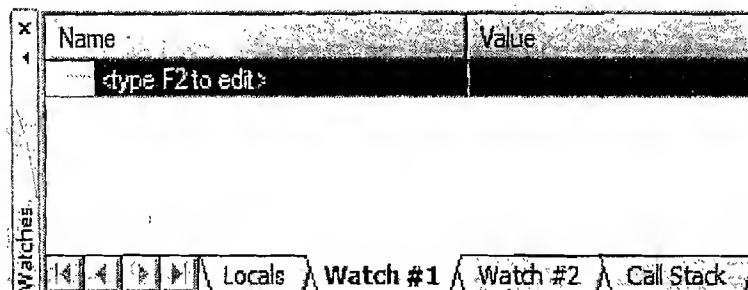 Name Value
<type F2 to edit>
Watches
Locals Watch #1 Watch #2 Call Stack